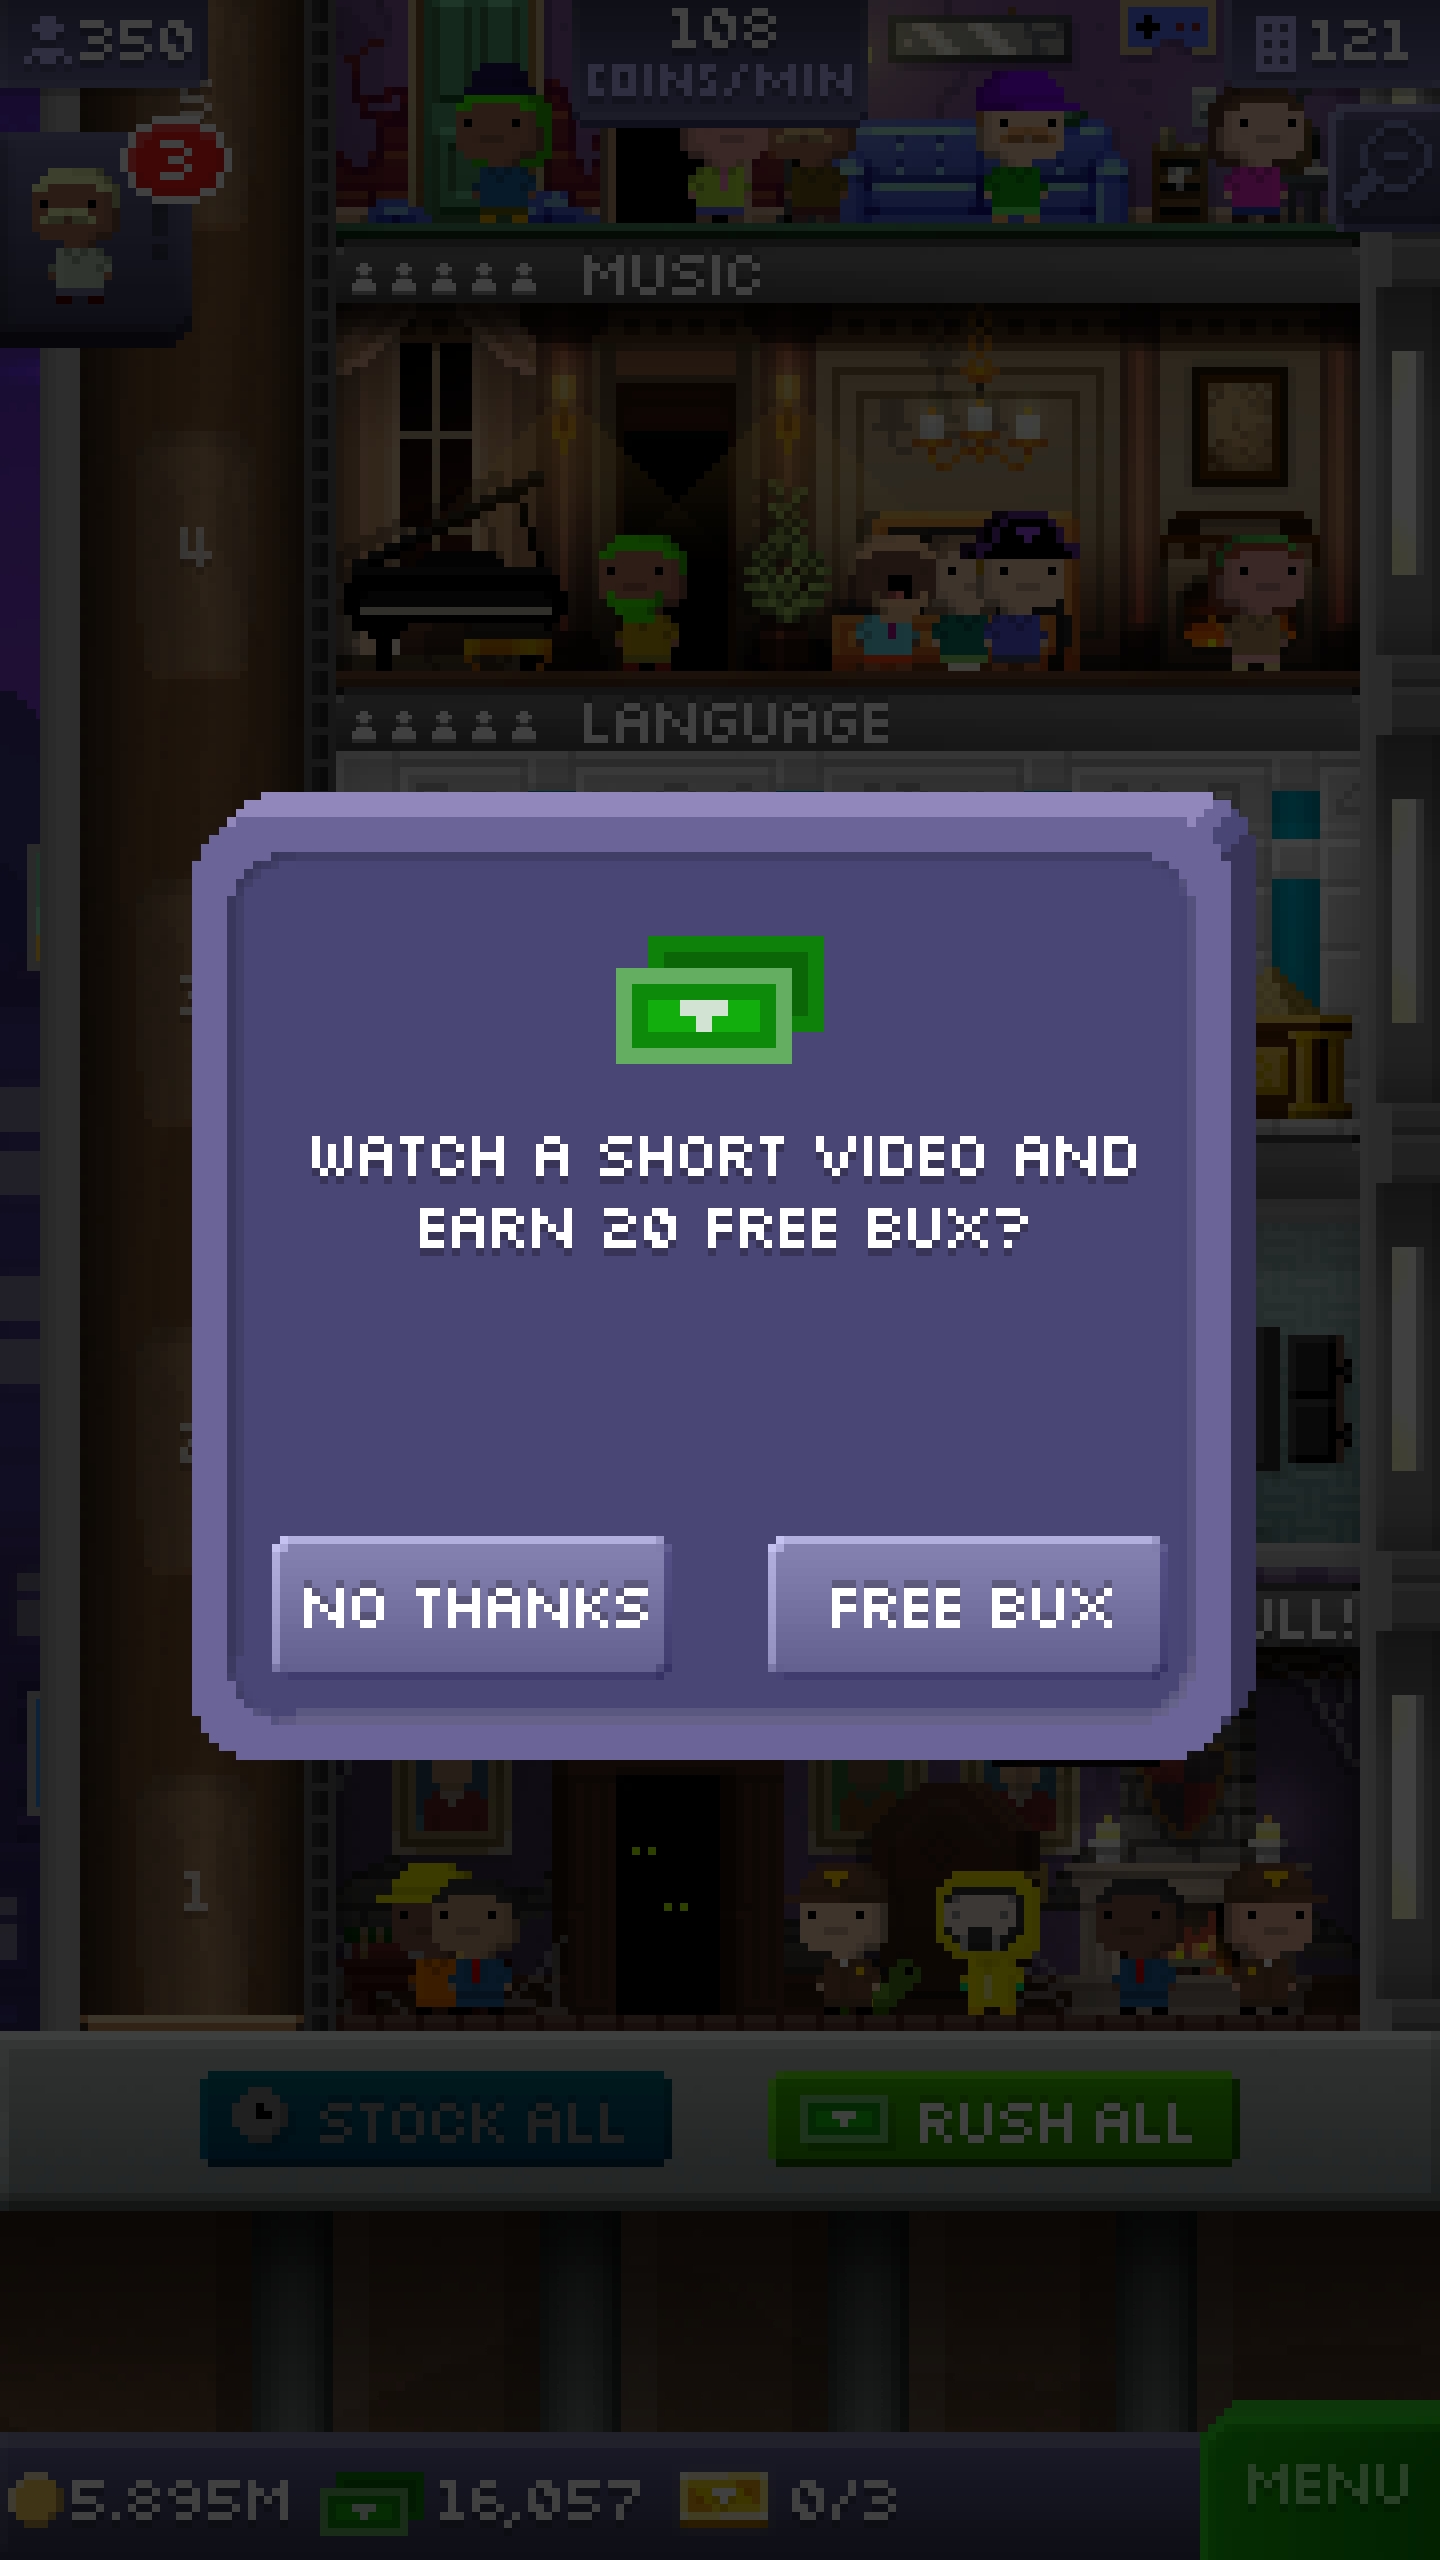 350
108
COINS/MIN
121
5
3
MUSIC
4
LANGUAGE
WATCH A SHORT VIDEO AND
EARN 20 FREE BUX?
NO THANKS
FREE BUX
1
STOCK ALL
RUSH ALL
5.895M
16,057
0/3
MENU